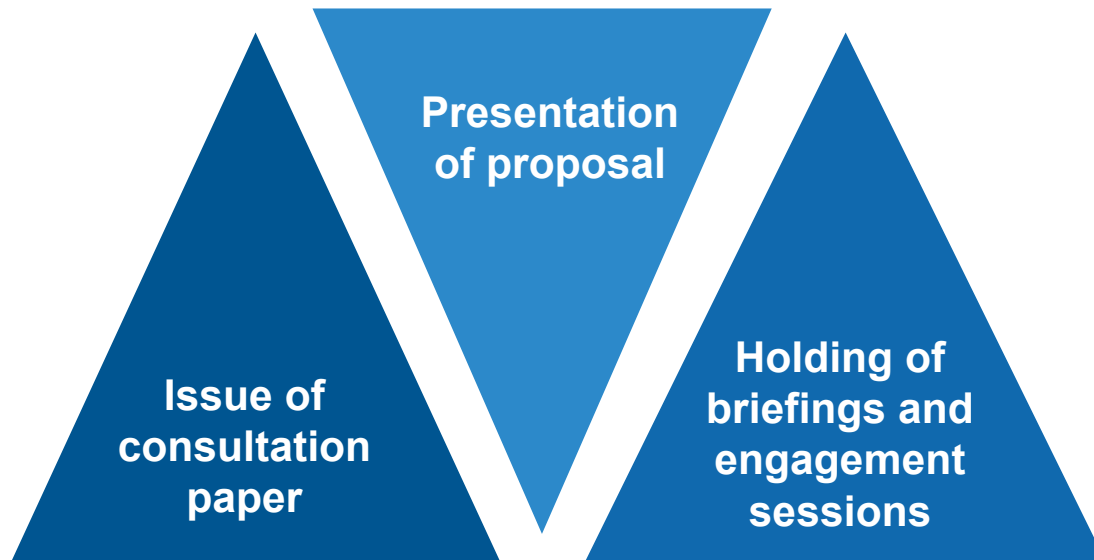 Issue of
consultation
paper
Presentation
of proposal
Holding of
briefings and
engagement
sessions